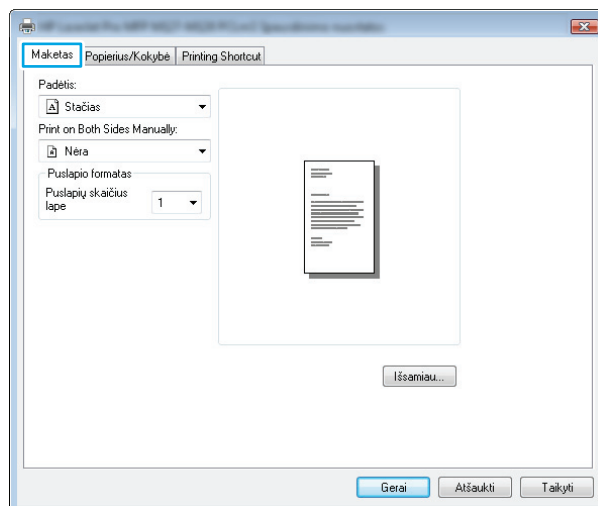 Maketas Popierius/Kokybė Printing Shortcut
Padėtis:
Stačias
Print on Both Sides Manually:
Nėra
Puslapio formatas
Puslapių skaičius
lape
1
Išsamiau...
Gerai Atšaukti Taikyti